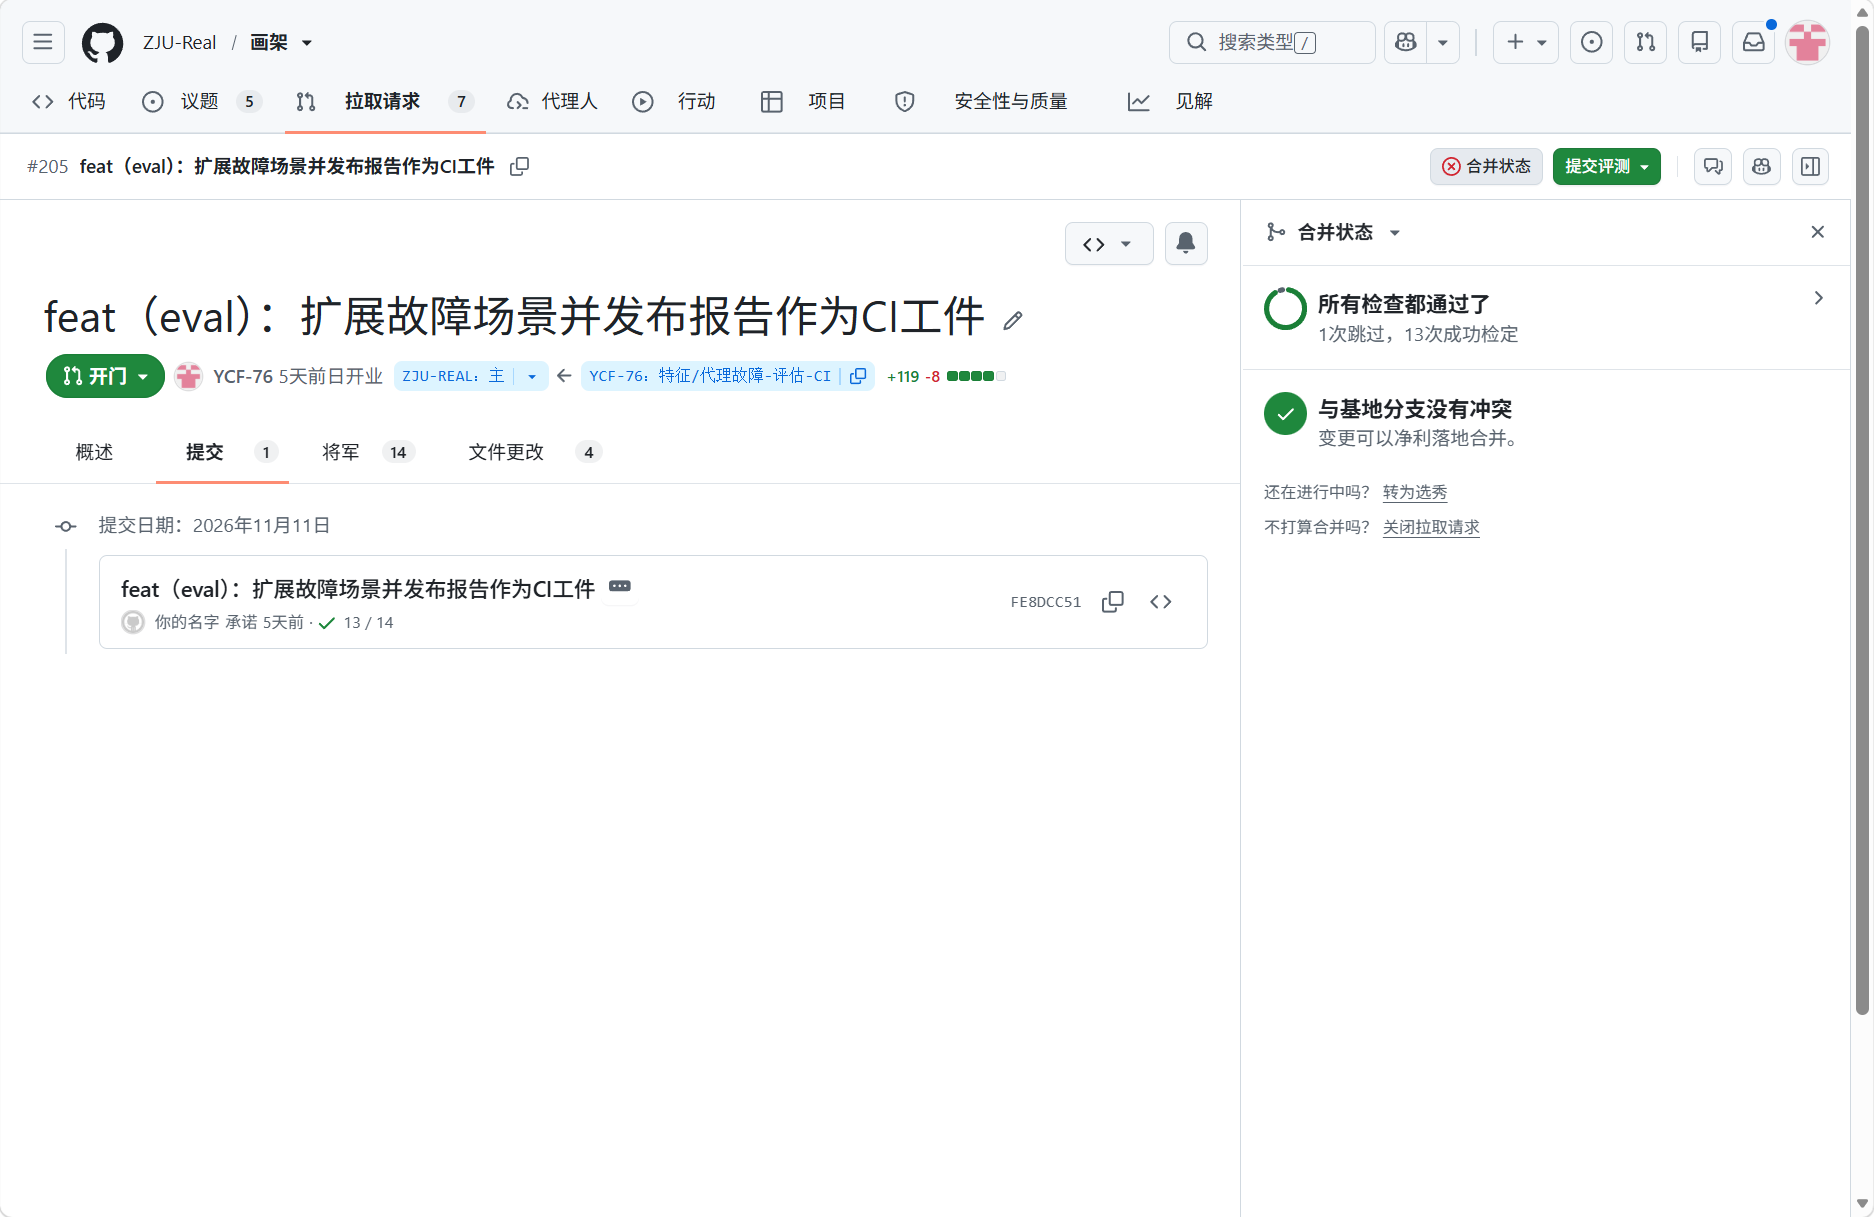 ZJU-Real / 画架
搜索类型 /
代码
议题 5
拉取请求 7
代理人
行动
项目
安全性与质量
见解
#205 feat（eval）：扩展故障场景并发布报告作为CI工件
合并状态
提交评测
feat（eval）：扩展故障场景并发布报告作为CI工件
开门
YCF-76 5天前日开业
ZJU-REAL：主
YCF-76：特征/代理故障-评估-CI
+119 -8
概述
提交 1
将军 14
文件更改 4
提交日期：2026年11月11日
feat（eval）：扩展故障场景并发布报告作为CI工件
你的名字 承诺 5天前 · 13 / 14
FE8DCC51
合并状态
所有检查都通过了
1次跳过，13次成功检定
与基地分支没有冲突
变更可以净利落地合并。
还在进行中吗？ 转为选秀
不打算合并吗？ 关闭拉取请求